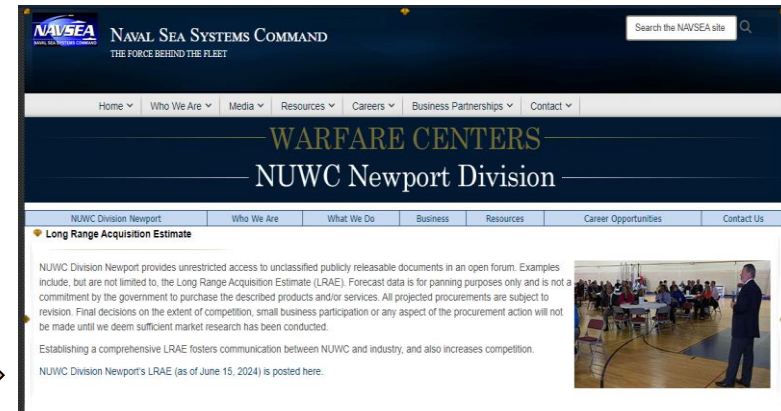 NAVSEA
NAVAL SEA SYSTEMS COMMAND
NAVAL SEA SYSTEMS COMMAND
THE FORCE BEHIND THE FLEET
Search the NAVSEA site
Home Who We Are Media Resources Careers Business Partnerships Contact
WARFARE CENTERS
NUWC Newport Division
NUWC Division Newport Who We Are What We Do Business Resources Career Opportunities Contact Us
Long Range Acquisition Estimate
NUWC Division Newport provides unrestricted access to unclassified publicly releasable documents in an open forum. Examples
include, but are not limited to, the Long Range Acquisition Estimate (LRAE). Forecast data is for panning purposes only and is not a
commitment by the government to purchase the described products and/or services. All projected procurements are subject to
revision. Final decisions on the extent of competition, small business participation or any aspect of the procurement action will not
be made until we deem sufficient market research has been conducted.
Establishing a comprehensive LRAE fosters communication between NUWC and industry, and also increases competition.
NUWC Division Newport's LRAE (as of June 15, 2024) is posted here.